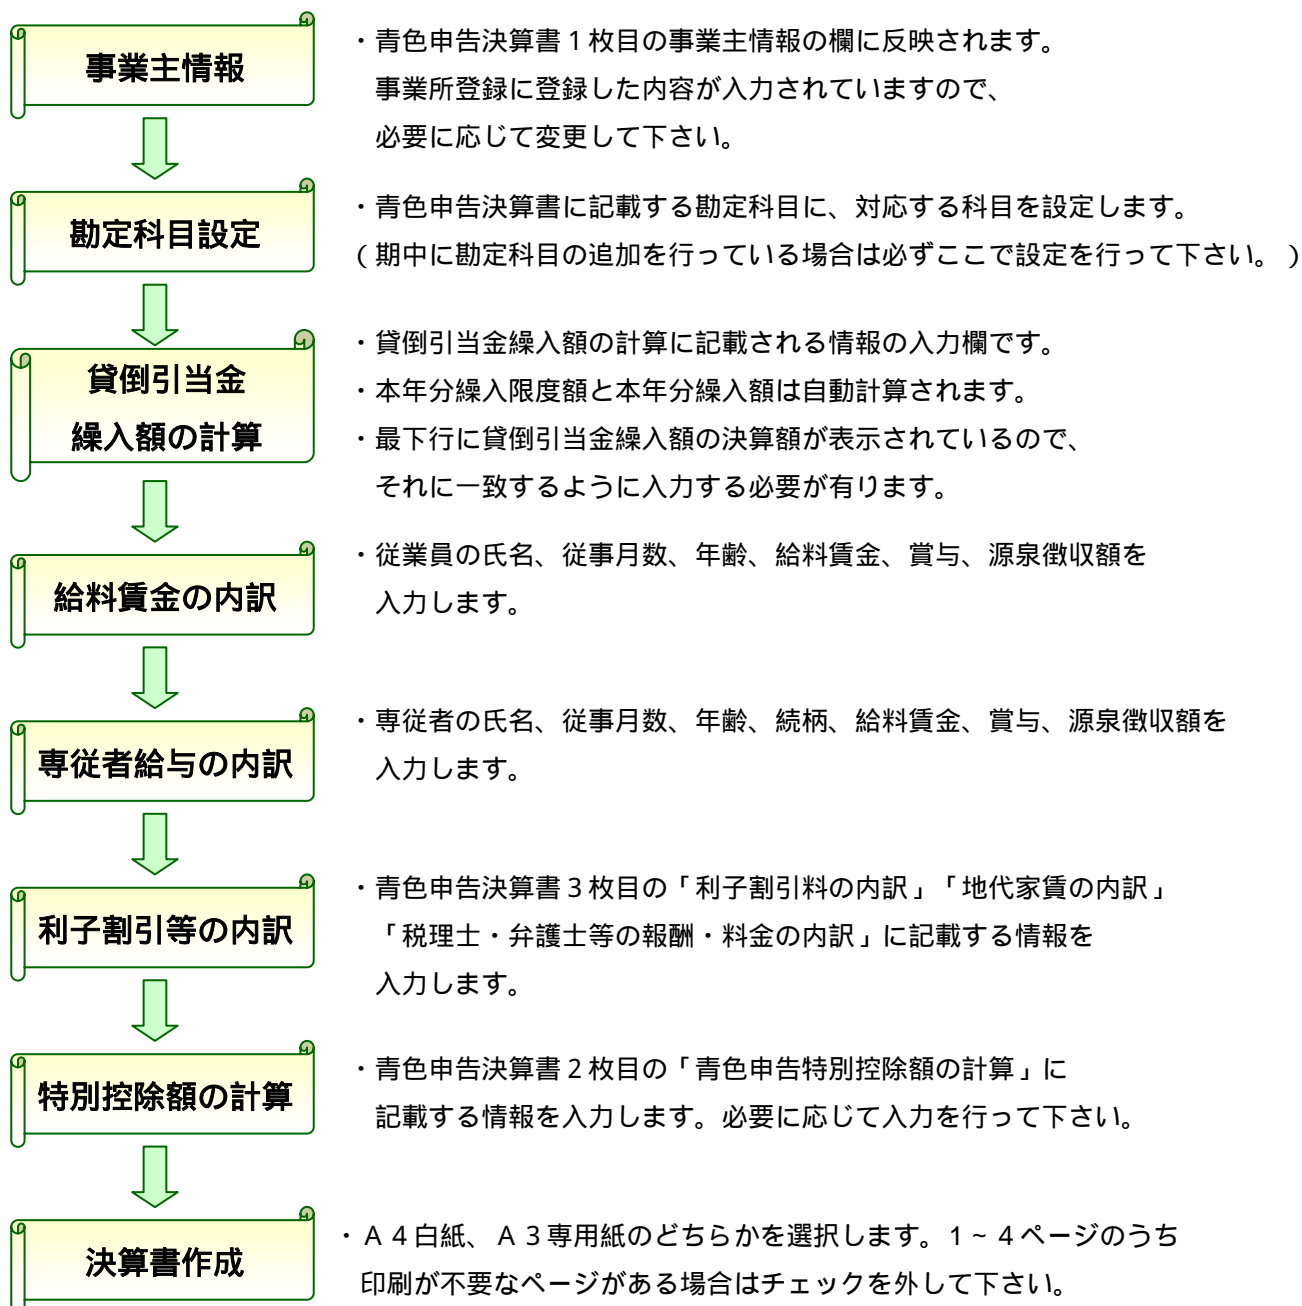 事業主情報
・青色申告決算書1枚目の事業主情報の欄に反映されます。
事業所登録に登録した内容が入力されていますので、
必要に応じて変更して下さい。
勘定科目設定
・青色申告決算書に記載する勘定科目に、対応する科目を設定します。
(期中に勘定科目の追加を行っている場合は必ずここで設定を行って下さい。)
貸倒引当金
繰入額の計算
・貸倒引当金繰入額の計算に記載される情報の入力欄です。
・本年分繰入限度額と本年分繰入額は自動計算されます。
・最下行に貸倒引当金繰入額の決算額が表示されているので、
それに一致するように入力する必要が有ります。
給料賃金の内訳
・従業員の氏名、従事月数、年齢、給料賃金、賞与、源泉徴収額を
入力します。
専従者給与の内訳
・専従者の氏名、従事月数、年齢、続柄、給料賃金、賞与、源泉徴収額を
入力します。
利子割引等の内訳
・青色申告決算書3枚目の「利子割引料の内訳」「地代家賃の内訳」
「税理士・弁護士等の報酬・料金の内訳」に記載する情報を
入力します。
特別控除額の計算
・青色申告決算書2枚目の「青色申告特別控除額の計算」に
記載する情報を入力します。必要に応じて入力を行って下さい。
決算書作成
・A4白紙、A3専用紙のどちらかを選択します。1~4ページのうち
印刷が不要なページがある場合はチェックを外して下さい。